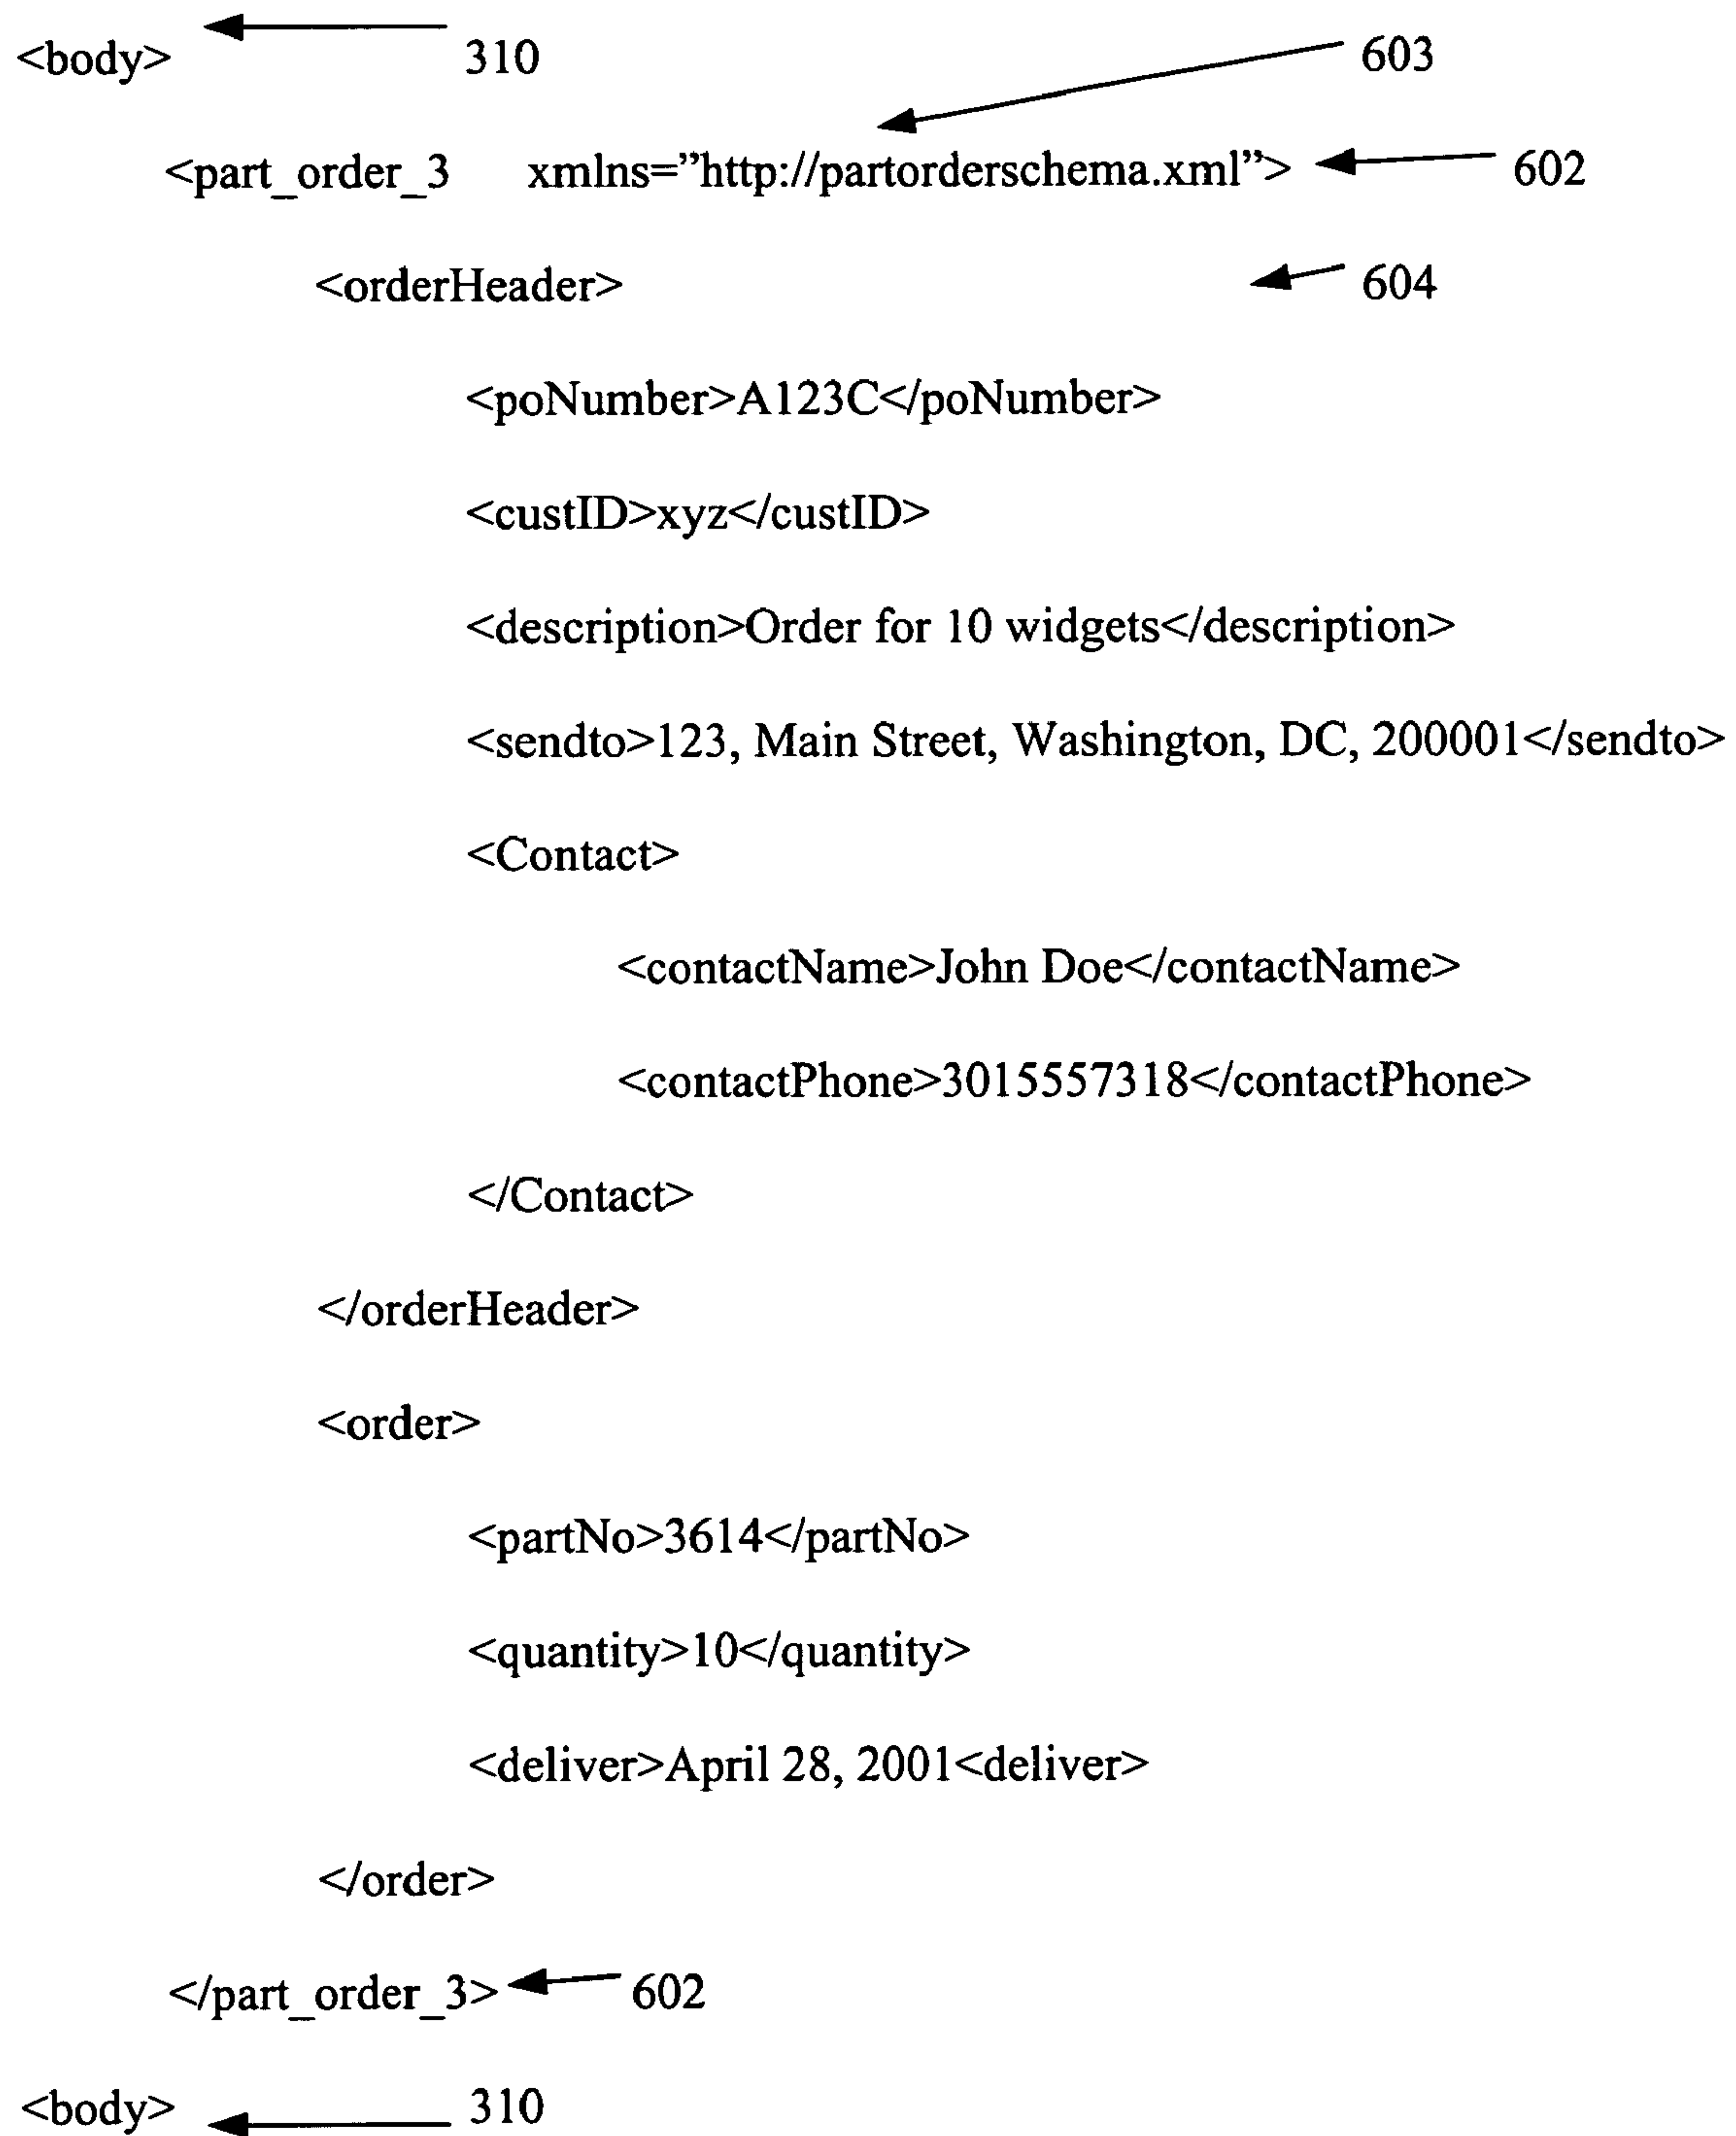 <body> 310 603
<part_order_3 xmlns=”http://partorderschema.xml”> 602
<orderHeader> 604
<poNumber>A123C</poNumber>
<custID>xyz</custID>
<description>Order for 10 widgets</description>
<sendto>123, Main Street, Washington, DC, 200001</sendto>
<Contact>
<contactName>John Doe</contactName>
<contactPhone>3015557318</contactPhone>
</Contact>
</orderHeader>
<order>
<partNo>3614</partNo>
<quantity>10</quantity>
<deliver>April 28, 2001<deliver>
</order>
</part_order_3> 602
<body> 310